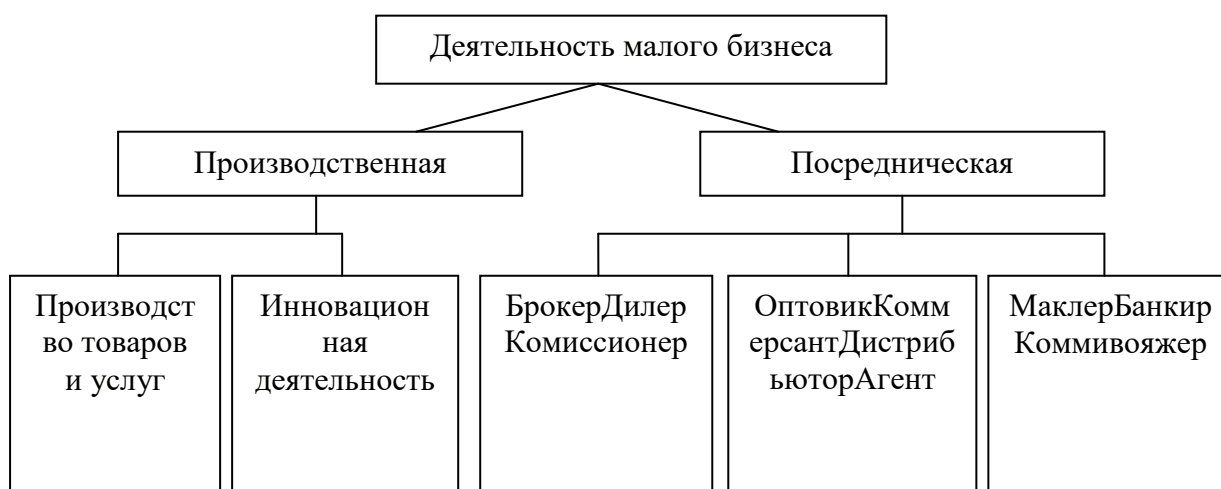 Деятельность малого бизнеса
Производственная
Посредническая
Производст
во товаров
и услуг
Инновацион
ная
деятельность
БрокерДилер
Комиссионер
ОптовикКомм
ерсантДистриб
ьюторАгент
МаклерБанкир
Коммивояжер